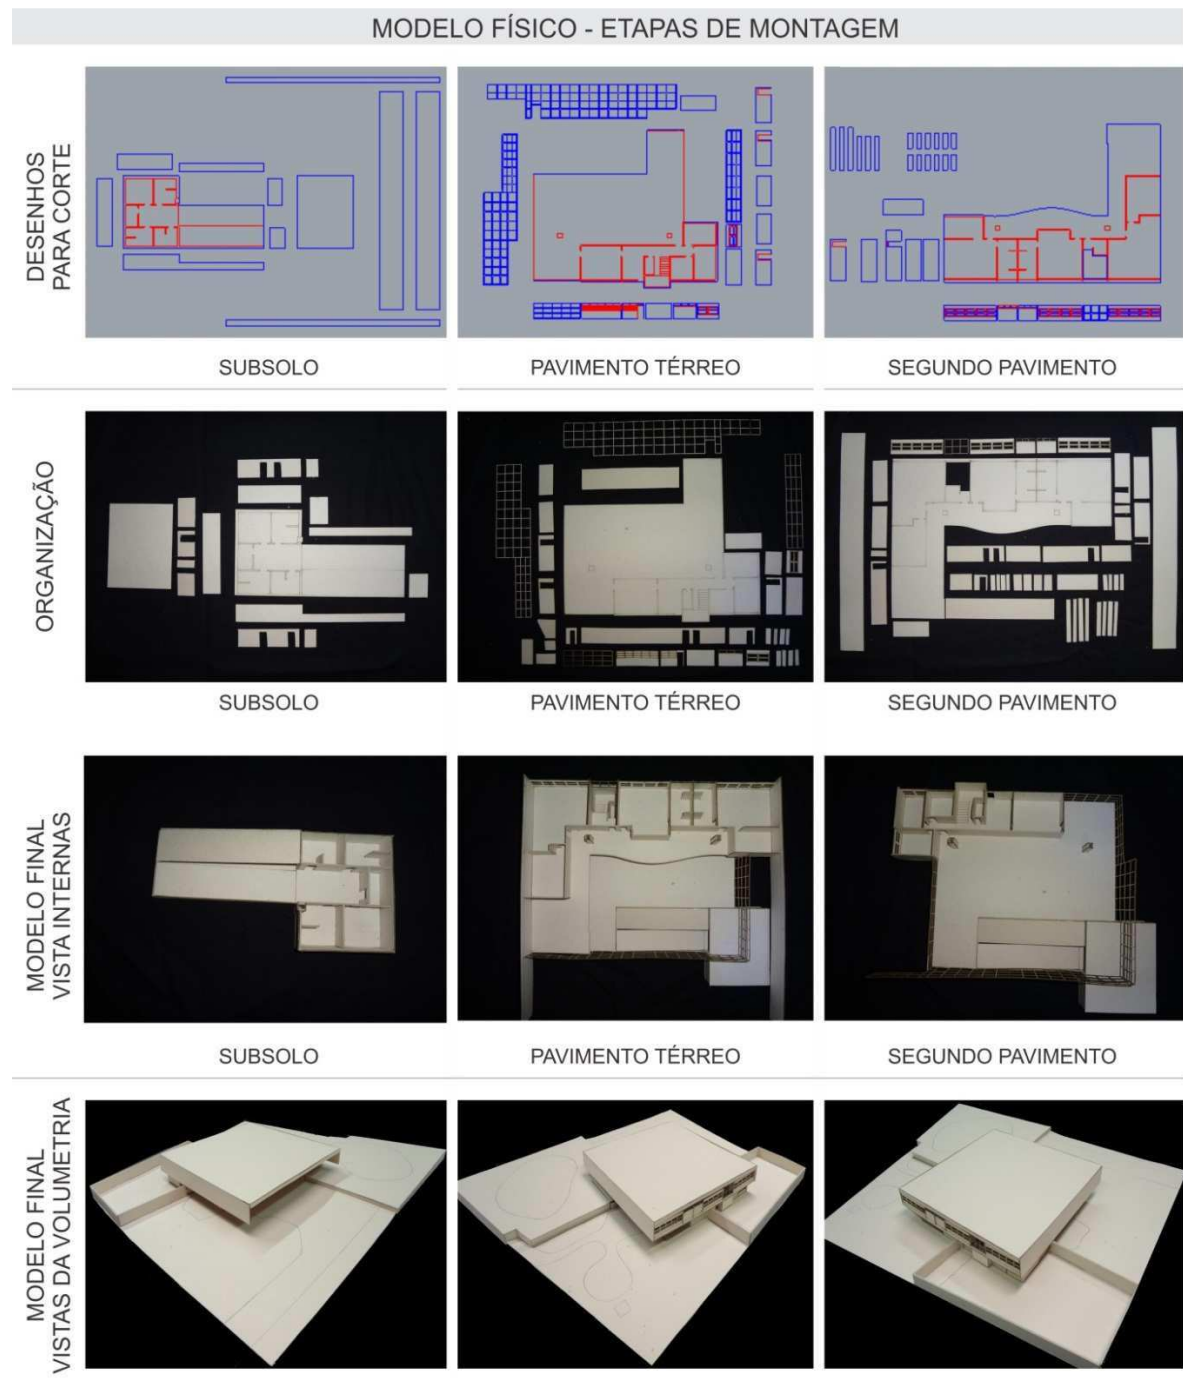 MODELO FÍSICO - ETAPAS DE MONTAGEM
DESENHOS
PARA CORTE
SUBSOLO
PAVIMENTO TÉRREO
SEGUNDO PAVIMENTO
ORGANIZAÇÃO
SUBSOLO
PAVIMENTO TÉRREO
SEGUNDO PAVIMENTO
MODELO FINAL
VISTA INTERNAS
SUBSOLO
PAVIMENTO TÉRREO
SEGUNDO PAVIMENTO
MODELO FINAL
VISTAS DA VOLUMETRIA